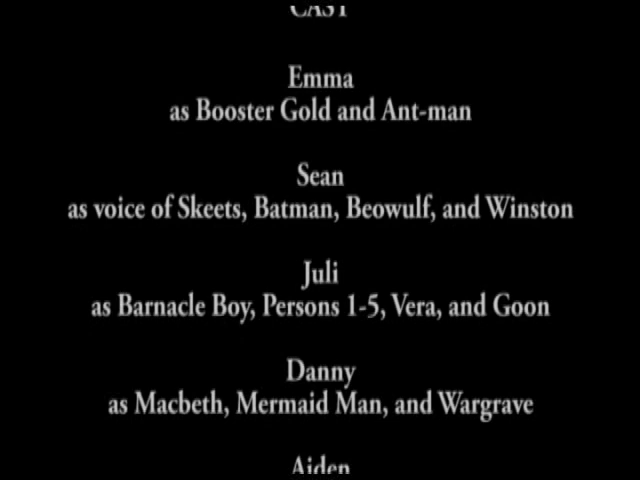 CAST
Emma
as Booster Gold and Ant-man
Sean
as voice of Skeets, Batman, Beowulf, and Winston
Juli
as Barnacle Boy, Persons 1-5, Vera, and Goon
Danny
as Macbeth, Mermaid Man, and Wargrave
Aiden